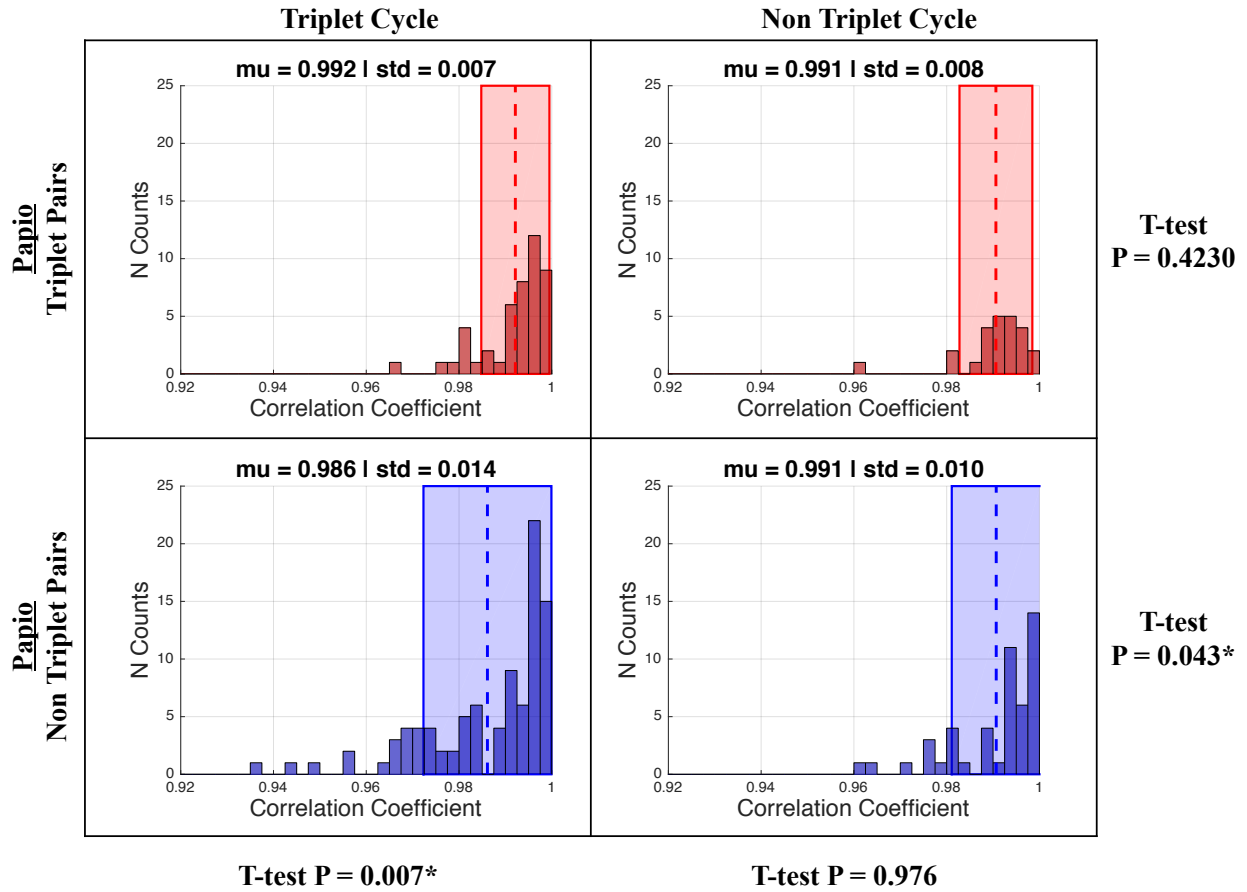 Triplet Cycle
Non Triplet Cycle
Papio
Triplet Pairs
mu = 0.992 | std = 0.007
25
20
15
10
5
0
N Counts
0.92
0.94
0.96
0.98
1
Correlation Coefficient
mu = 0.991 | std = 0.008
25
20
15
10
5
0
N Counts
0.92
0.94
0.96
0.98
1
Correlation Coefficient
T-test
P = 0.4230
Papio
Non Triplet Pairs
mu = 0.986 | std = 0.014
25
20
15
10
5
0
N Counts
0.92
0.94
0.96
0.98
1
Correlation Coefficient
mu = 0.991 | std = 0.010
25
20
15
10
5
0
N Counts
0.92
0.94
0.96
0.98
1
Correlation Coefficient
T-test
P = 0.043*
T-test P = 0.007*
T-test P = 0.976